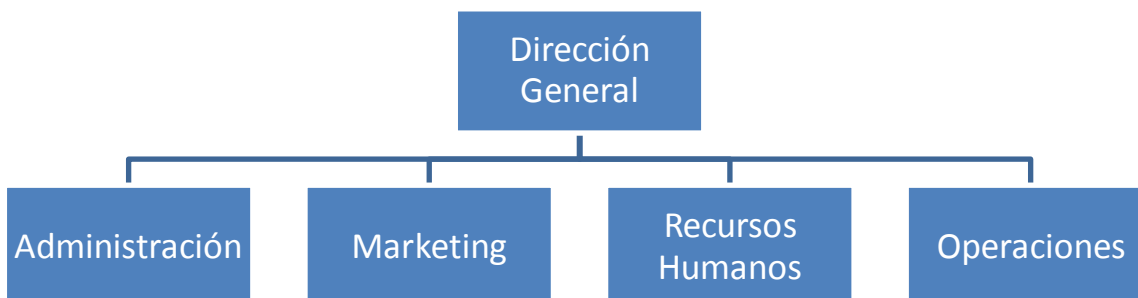 Dirección
General
Administración
Marketing
Recursos
Humanos
Operaciones